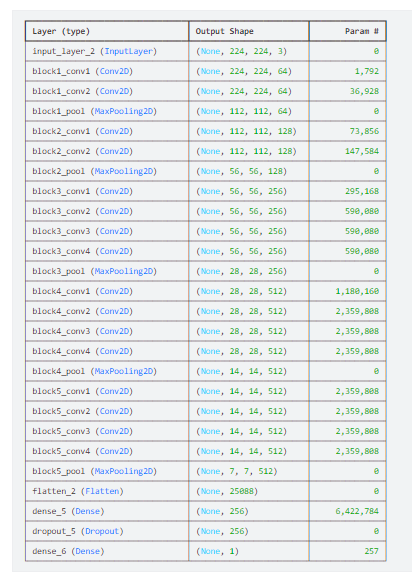 Layer (type) Output Shape Param #
input_layer_2 (InputLayer) (None, 224, 224, 3) 0
block1_conv1 (Conv2D) (None, 224, 224, 64) 1,792
block1_conv2 (Conv2D) (None, 224, 224, 64) 36,928
block1_pool (MaxPooling2D) (None, 112, 112, 64) 0
block2_conv1 (Conv2D) (None, 112, 112, 128) 73,856
block2_conv2 (Conv2D) (None, 112, 112, 128) 147,584
block2_pool (MaxPooling2D) (None, 56, 56, 128) 0
block3_conv1 (Conv2D) (None, 56, 56, 256) 295,168
block3_conv2 (Conv2D) (None, 56, 56, 256) 590,080
block3_conv3 (Conv2D) (None, 56, 56, 256) 590,080
block3_conv4 (Conv2D) (None, 56, 56, 256) 590,080
block3_pool (MaxPooling2D) (None, 28, 28, 256) 0
block4_conv1 (Conv2D) (None, 28, 28, 512) 1,180,160
block4_conv2 (Conv2D) (None, 28, 28, 512) 2,359,808
block4_conv3 (Conv2D) (None, 28, 28, 512) 2,359,808
block4_conv4 (Conv2D) (None, 28, 28, 512) 2,359,808
block4_pool (MaxPooling2D) (None, 14, 14, 512) 0
block5_conv1 (Conv2D) (None, 14, 14, 512) 2,359,808
block5_conv2 (Conv2D) (None, 14, 14, 512) 2,359,808
block5_conv3 (Conv2D) (None, 14, 14, 512) 2,359,808
block5_conv4 (Conv2D) (None, 14, 14, 512) 2,359,808
block5_pool (MaxPooling2D) (None, 7, 7, 512) 0
flatten_2 (Flatten) (None, 25088) 0
dense_5 (Dense) (None, 256) 6,422,784
dropout_5 (Dropout) (None, 256) 0
dense_6 (Dense) (None, 1) 257